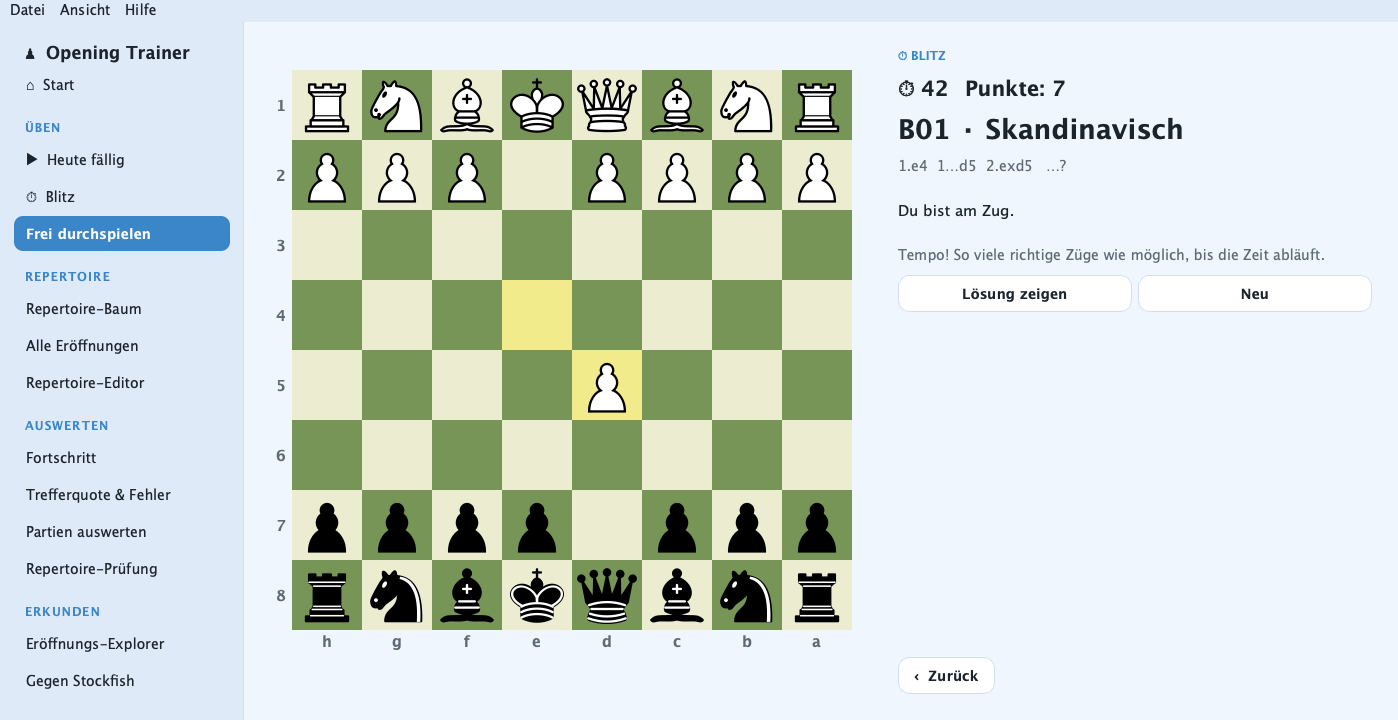 Datei Ansicht Hilfe
♟ Opening Trainer
⌂ Start
ÜBEN
▶ Heute fällig
⏱ Blitz
Frei durchspielen
REPERTOIRE
Repertoire-Baum
Alle Eröffnungen
Repertoire-Editor
AUSWERTEN
Fortschritt
Trefferquote & Fehler
Partien auswerten
Repertoire-Prüfung
ERKUNDEN
Eröffnungs-Explorer
Gegen Stockfish
1
2
3
4
5
6
7
8
h g f e d c b a
⏱ BLITZ
⏱ 42 Punkte: 7
B01 · Skandinavisch
1.e4 1…d5 2.exd5 …?
Du bist am Zug.
Tempo! So viele richtige Züge wie möglich, bis die Zeit abläuft.
Lösung zeigen Neu
‹ Zurück